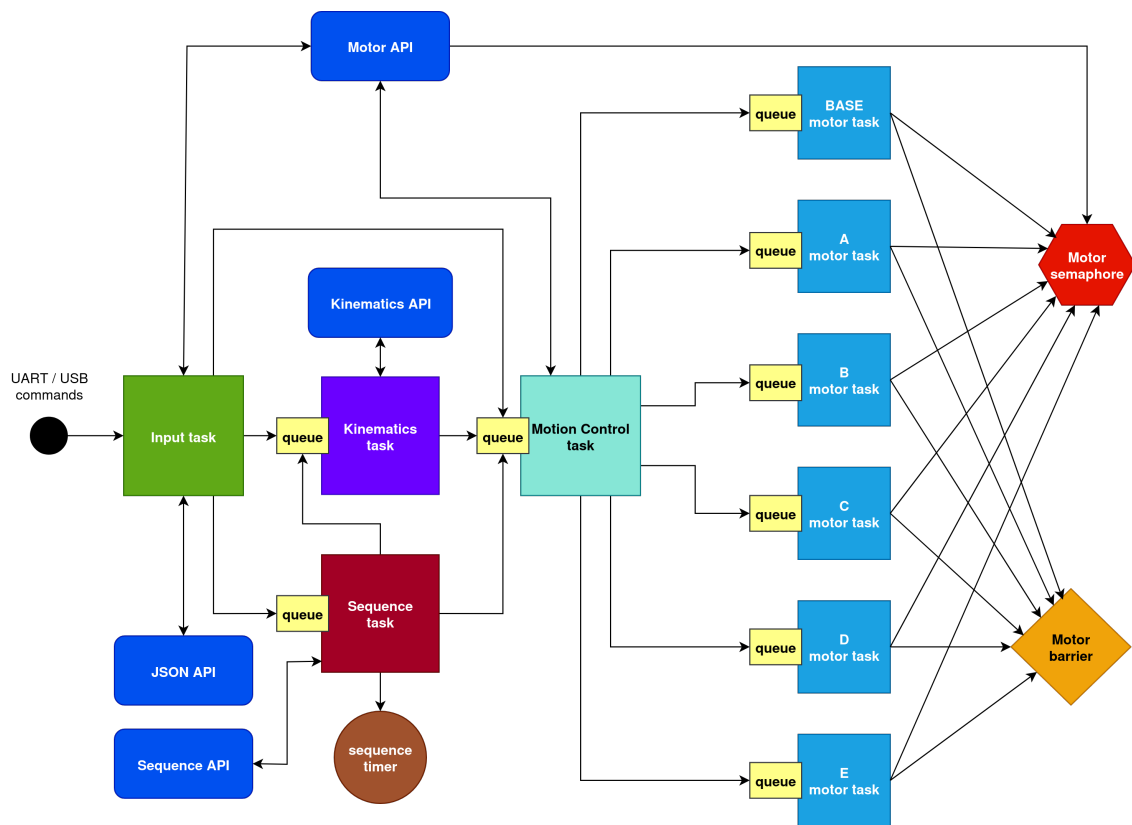 Motor API
BASE
motor task
queue
A
motor task
queue
Motor
semaphore
Kinematics API
B
motor task
queue
UART / USB
commands
Input task
queue
Kinematics
task
queue
Motion Control
task
C
motor task
queue
queue
Sequence
task
D
motor task
queue
Motor
barrier
JSON API
Sequence API
sequence
timer
E
motor task
queue